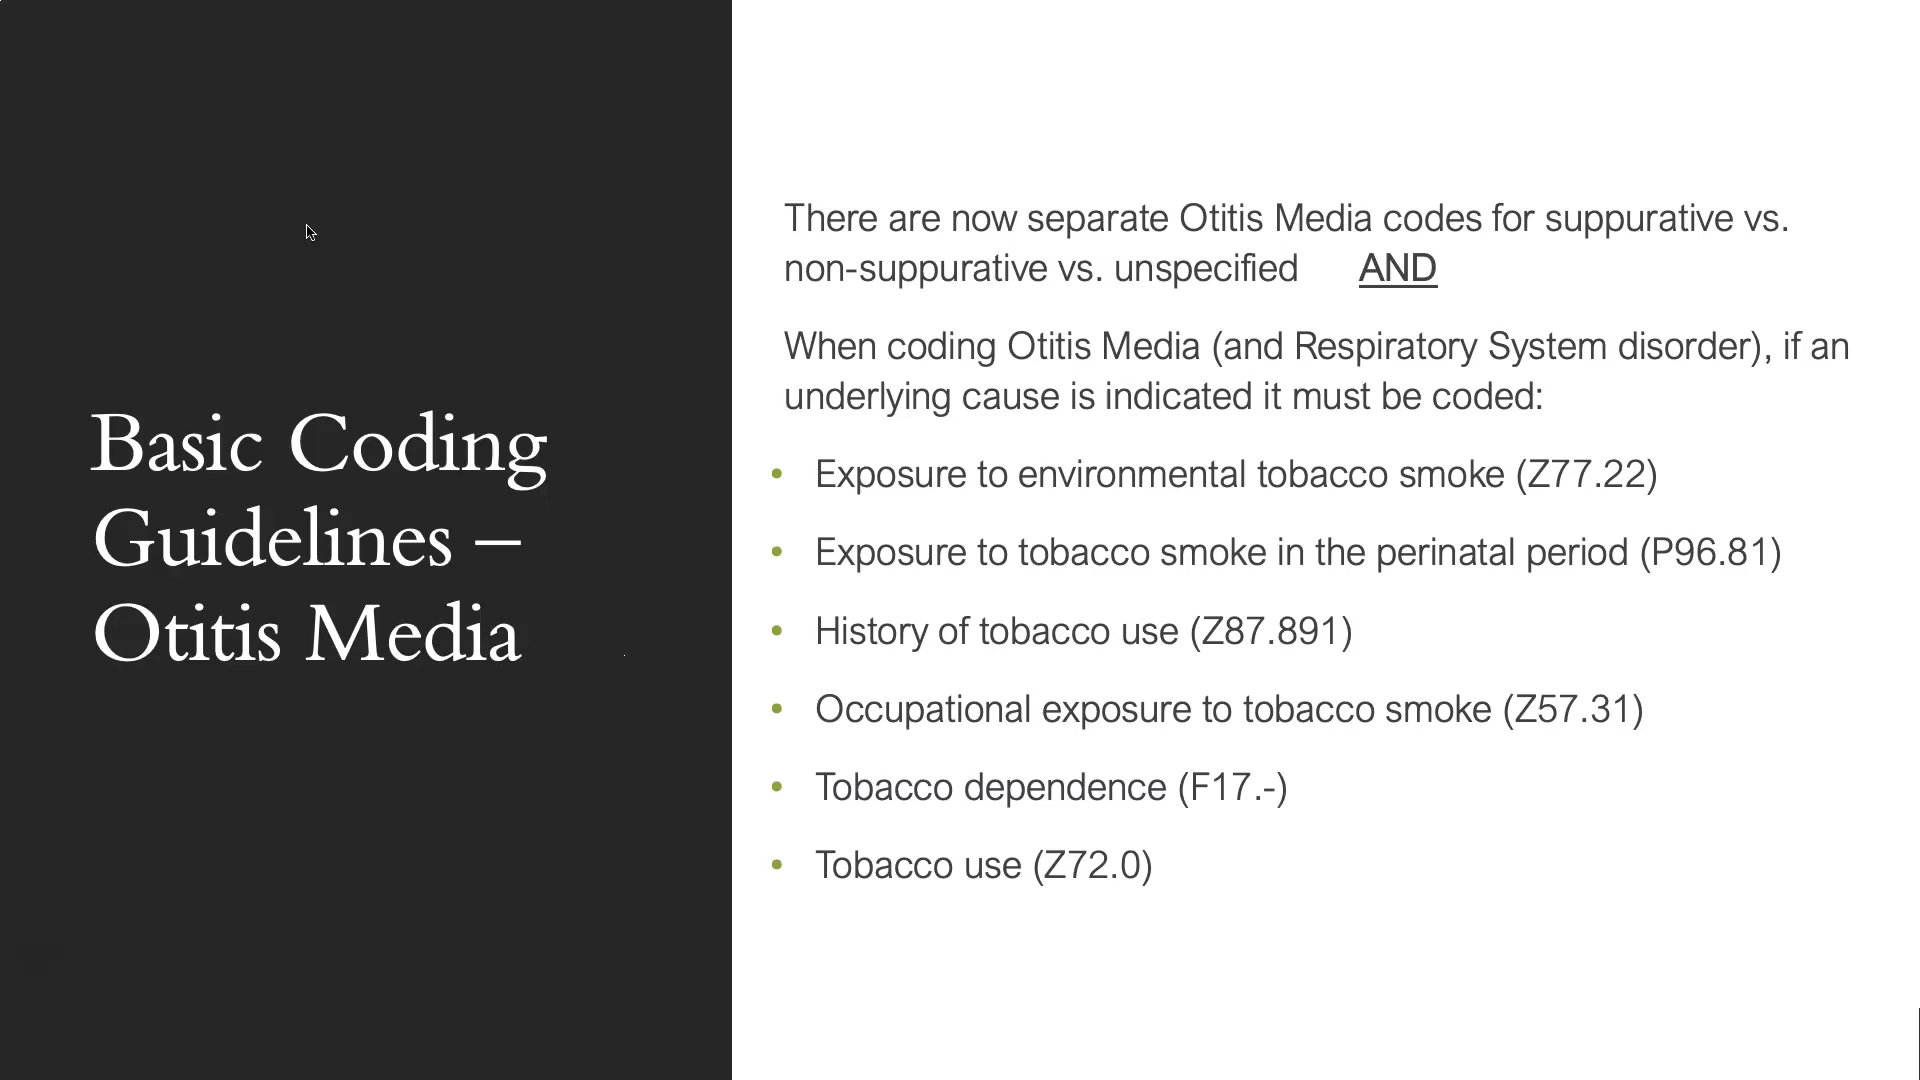 Basic Coding
Guidelines –
Otitis Media
There are now separate Otitis Media codes for suppurative vs.
non-suppurative vs. unspecified AND
When coding Otitis Media (and Respiratory System disorder), if an
underlying cause is indicated it must be coded:
• Exposure to environmental tobacco smoke (Z77.22)
• Exposure to tobacco smoke in the perinatal period (P96.81)
• History of tobacco use (Z87.891)
• Occupational exposure to tobacco smoke (Z57.31)
• Tobacco dependence (F17.-)
• Tobacco use (Z72.0)